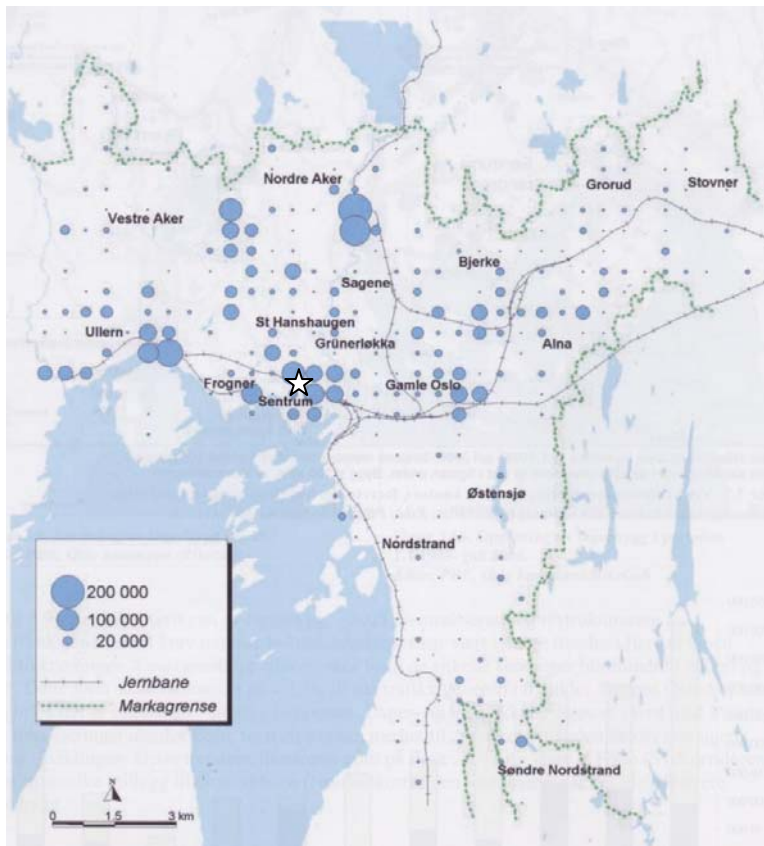 Nordre Aker
Grorud
Stovner
Vestre Aker
Bjerke
Sagene
St Hanshaugen
Ullern
Grünerløkka
Alna
Frogner
Gamle Oslo
Sentrum
Østensjø
Nordstrand
200 000
100 000
20 000
Jernbane
Markagrense
Søndre Nordstrand
N
0 1.5 3 km